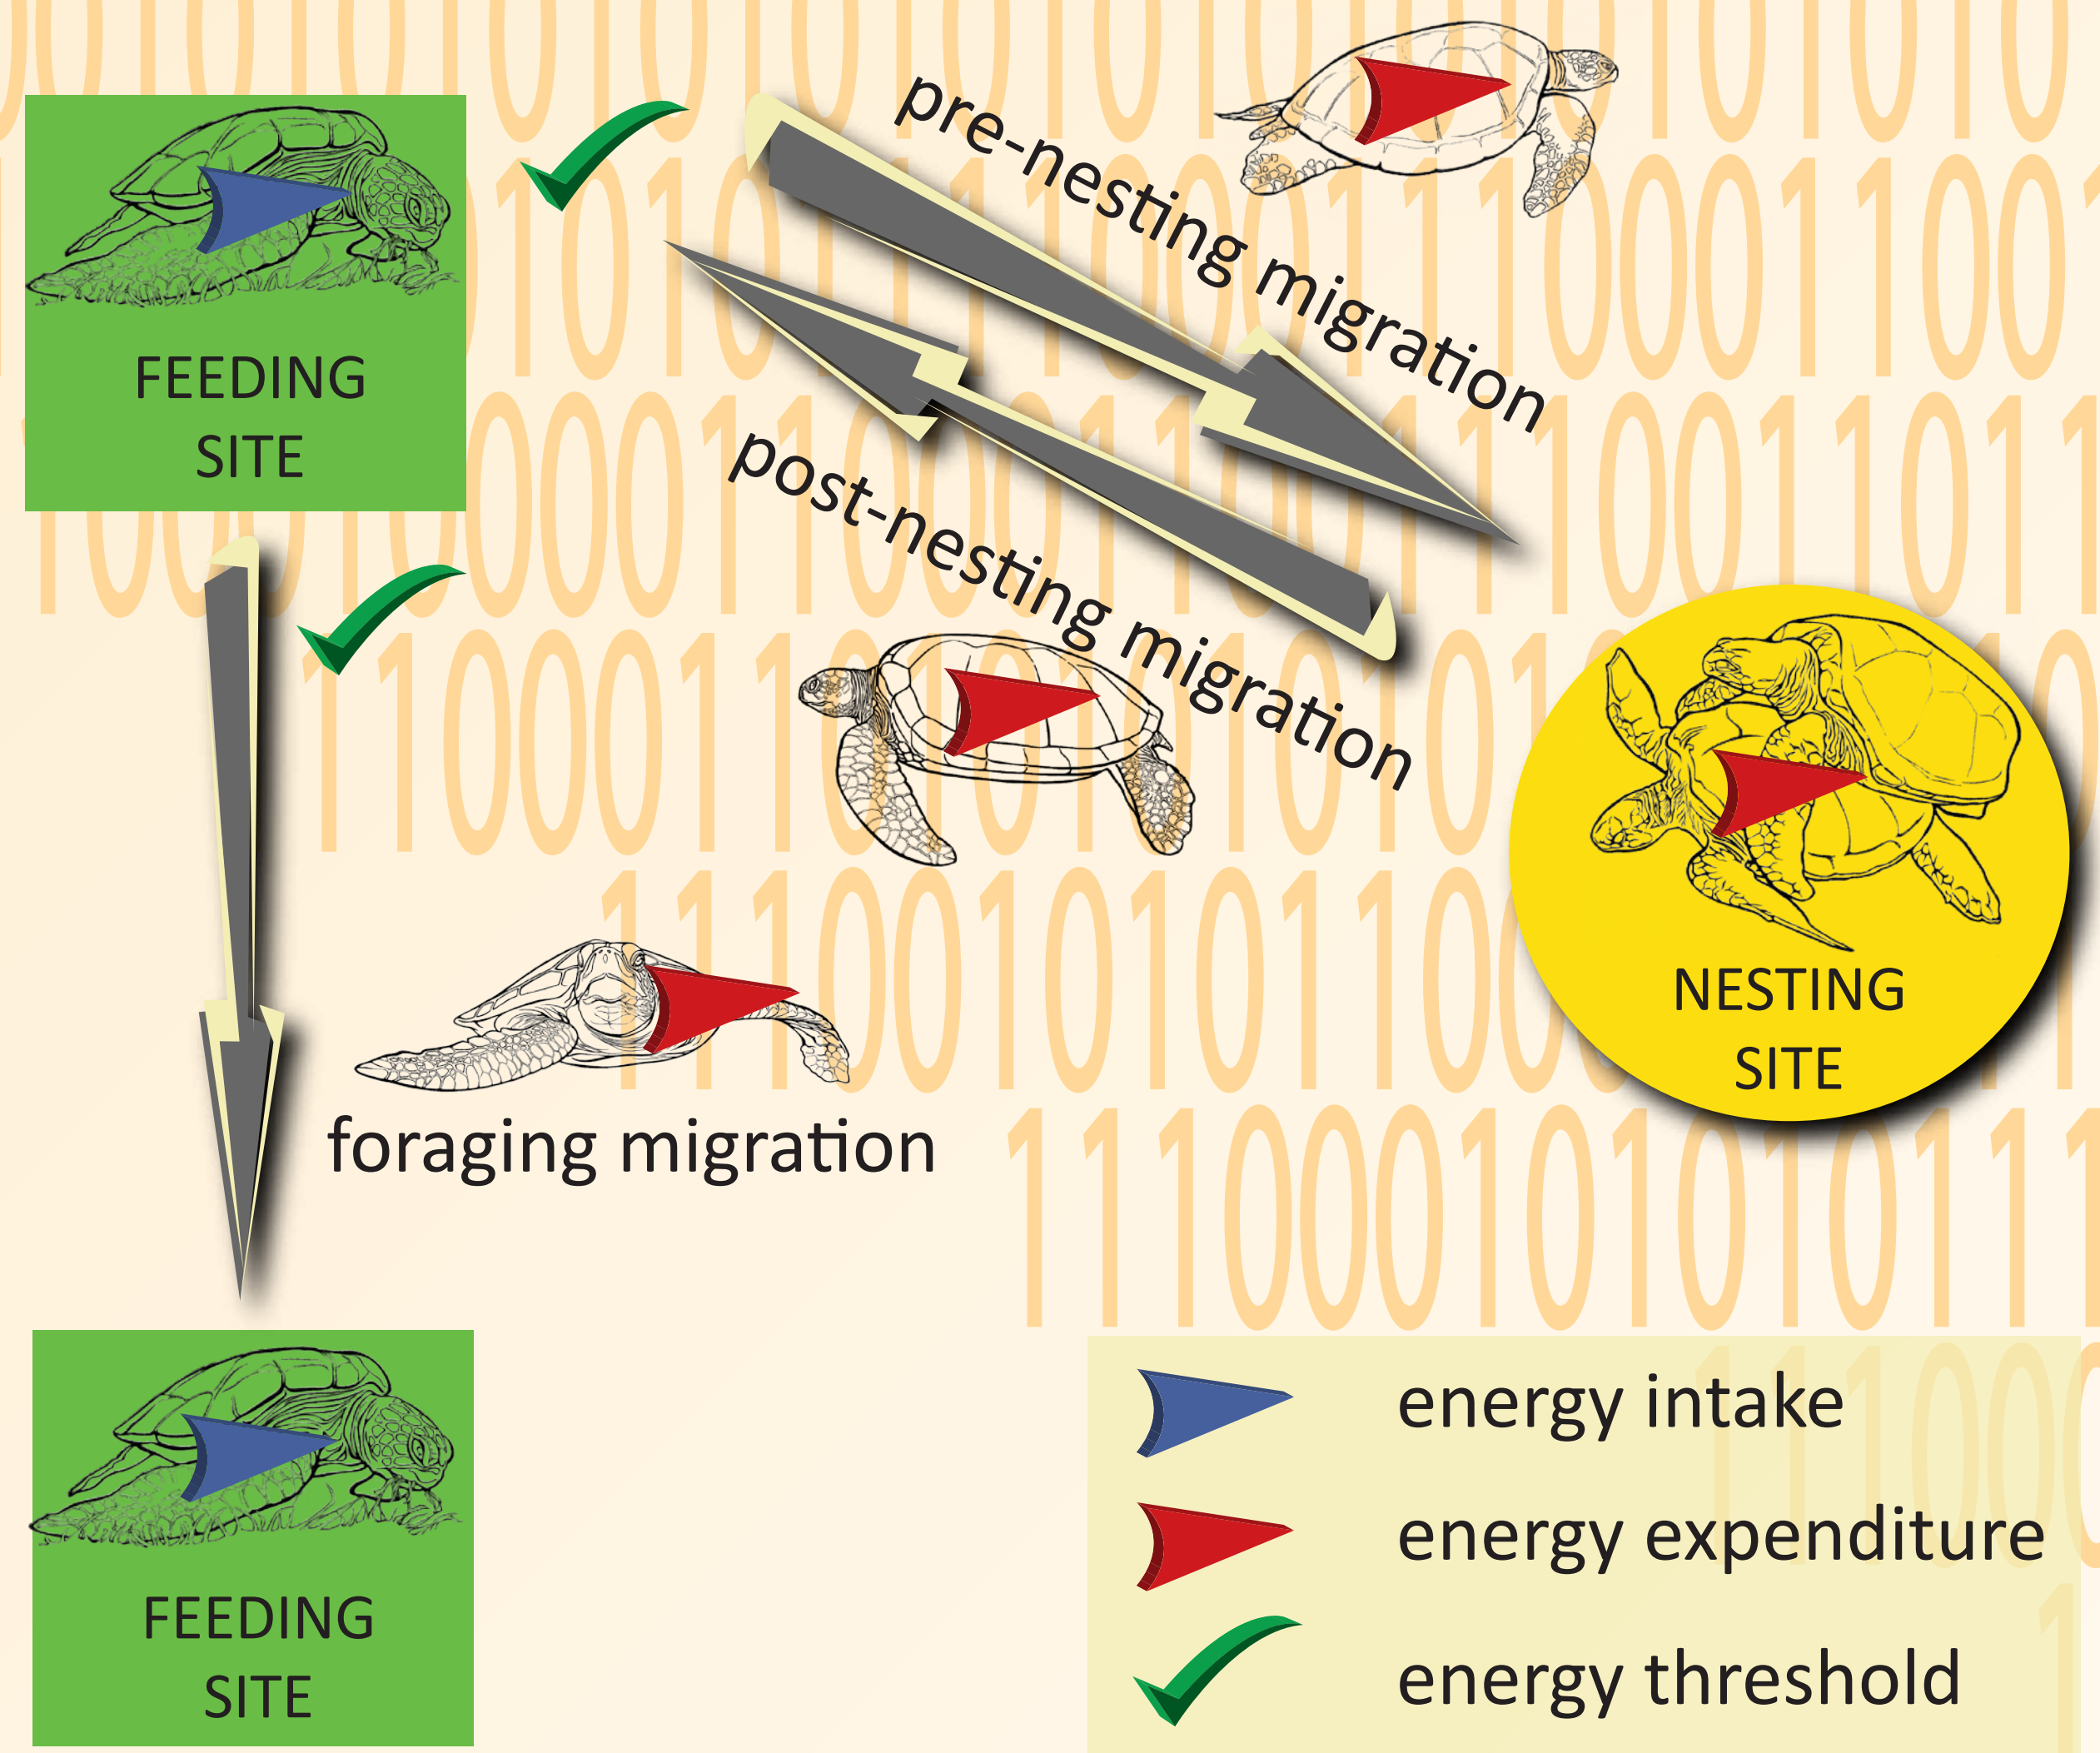 FEEDING
SITE
pre-nesting migration
post-nesting migration
NESTING
SITE
foraging migration
FEEDING
SITE
energy intake
energy expenditure
energy threshold